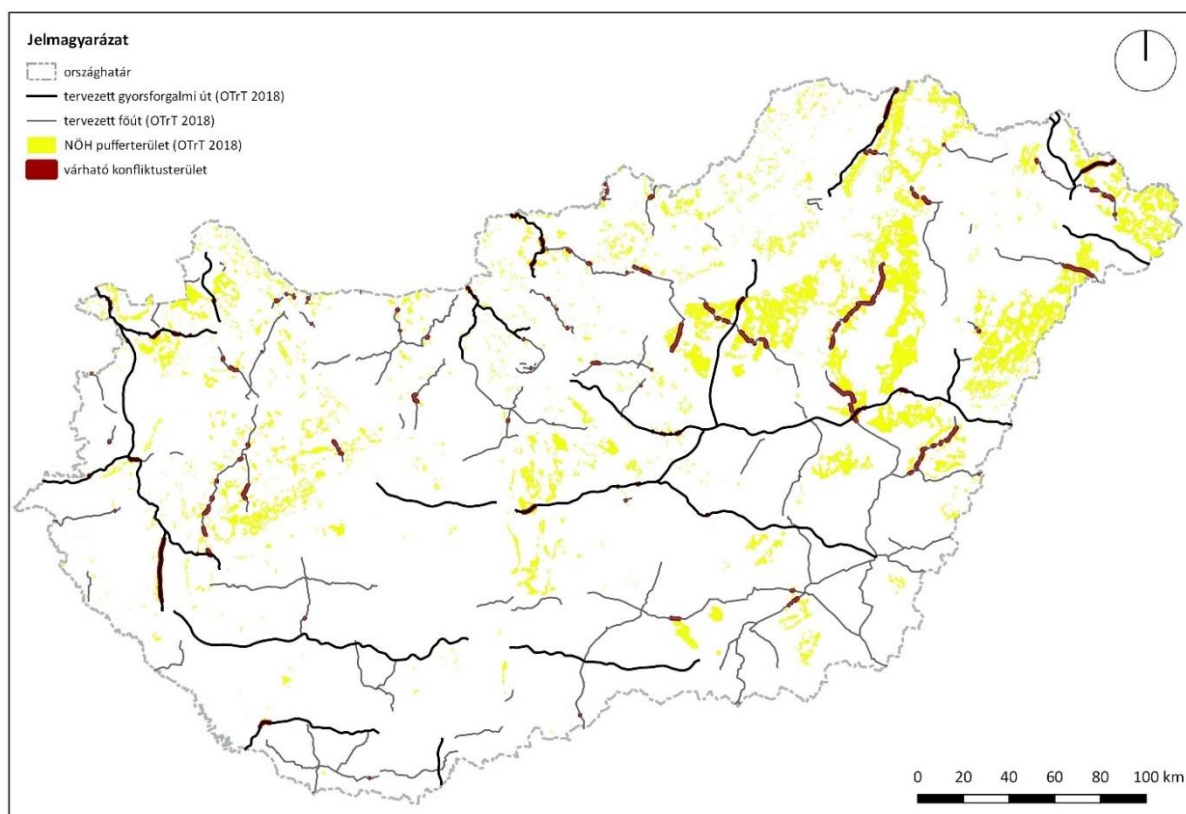 Jelmagyarázat
országhatár
tervezett gyorsforgalmi út (OTrT 2018)
tervezett főút (OTrT 2018)
NÖH pufferterület (OTrT 2018)
várható konfliktusterület
0 20 40 60 80 100 km